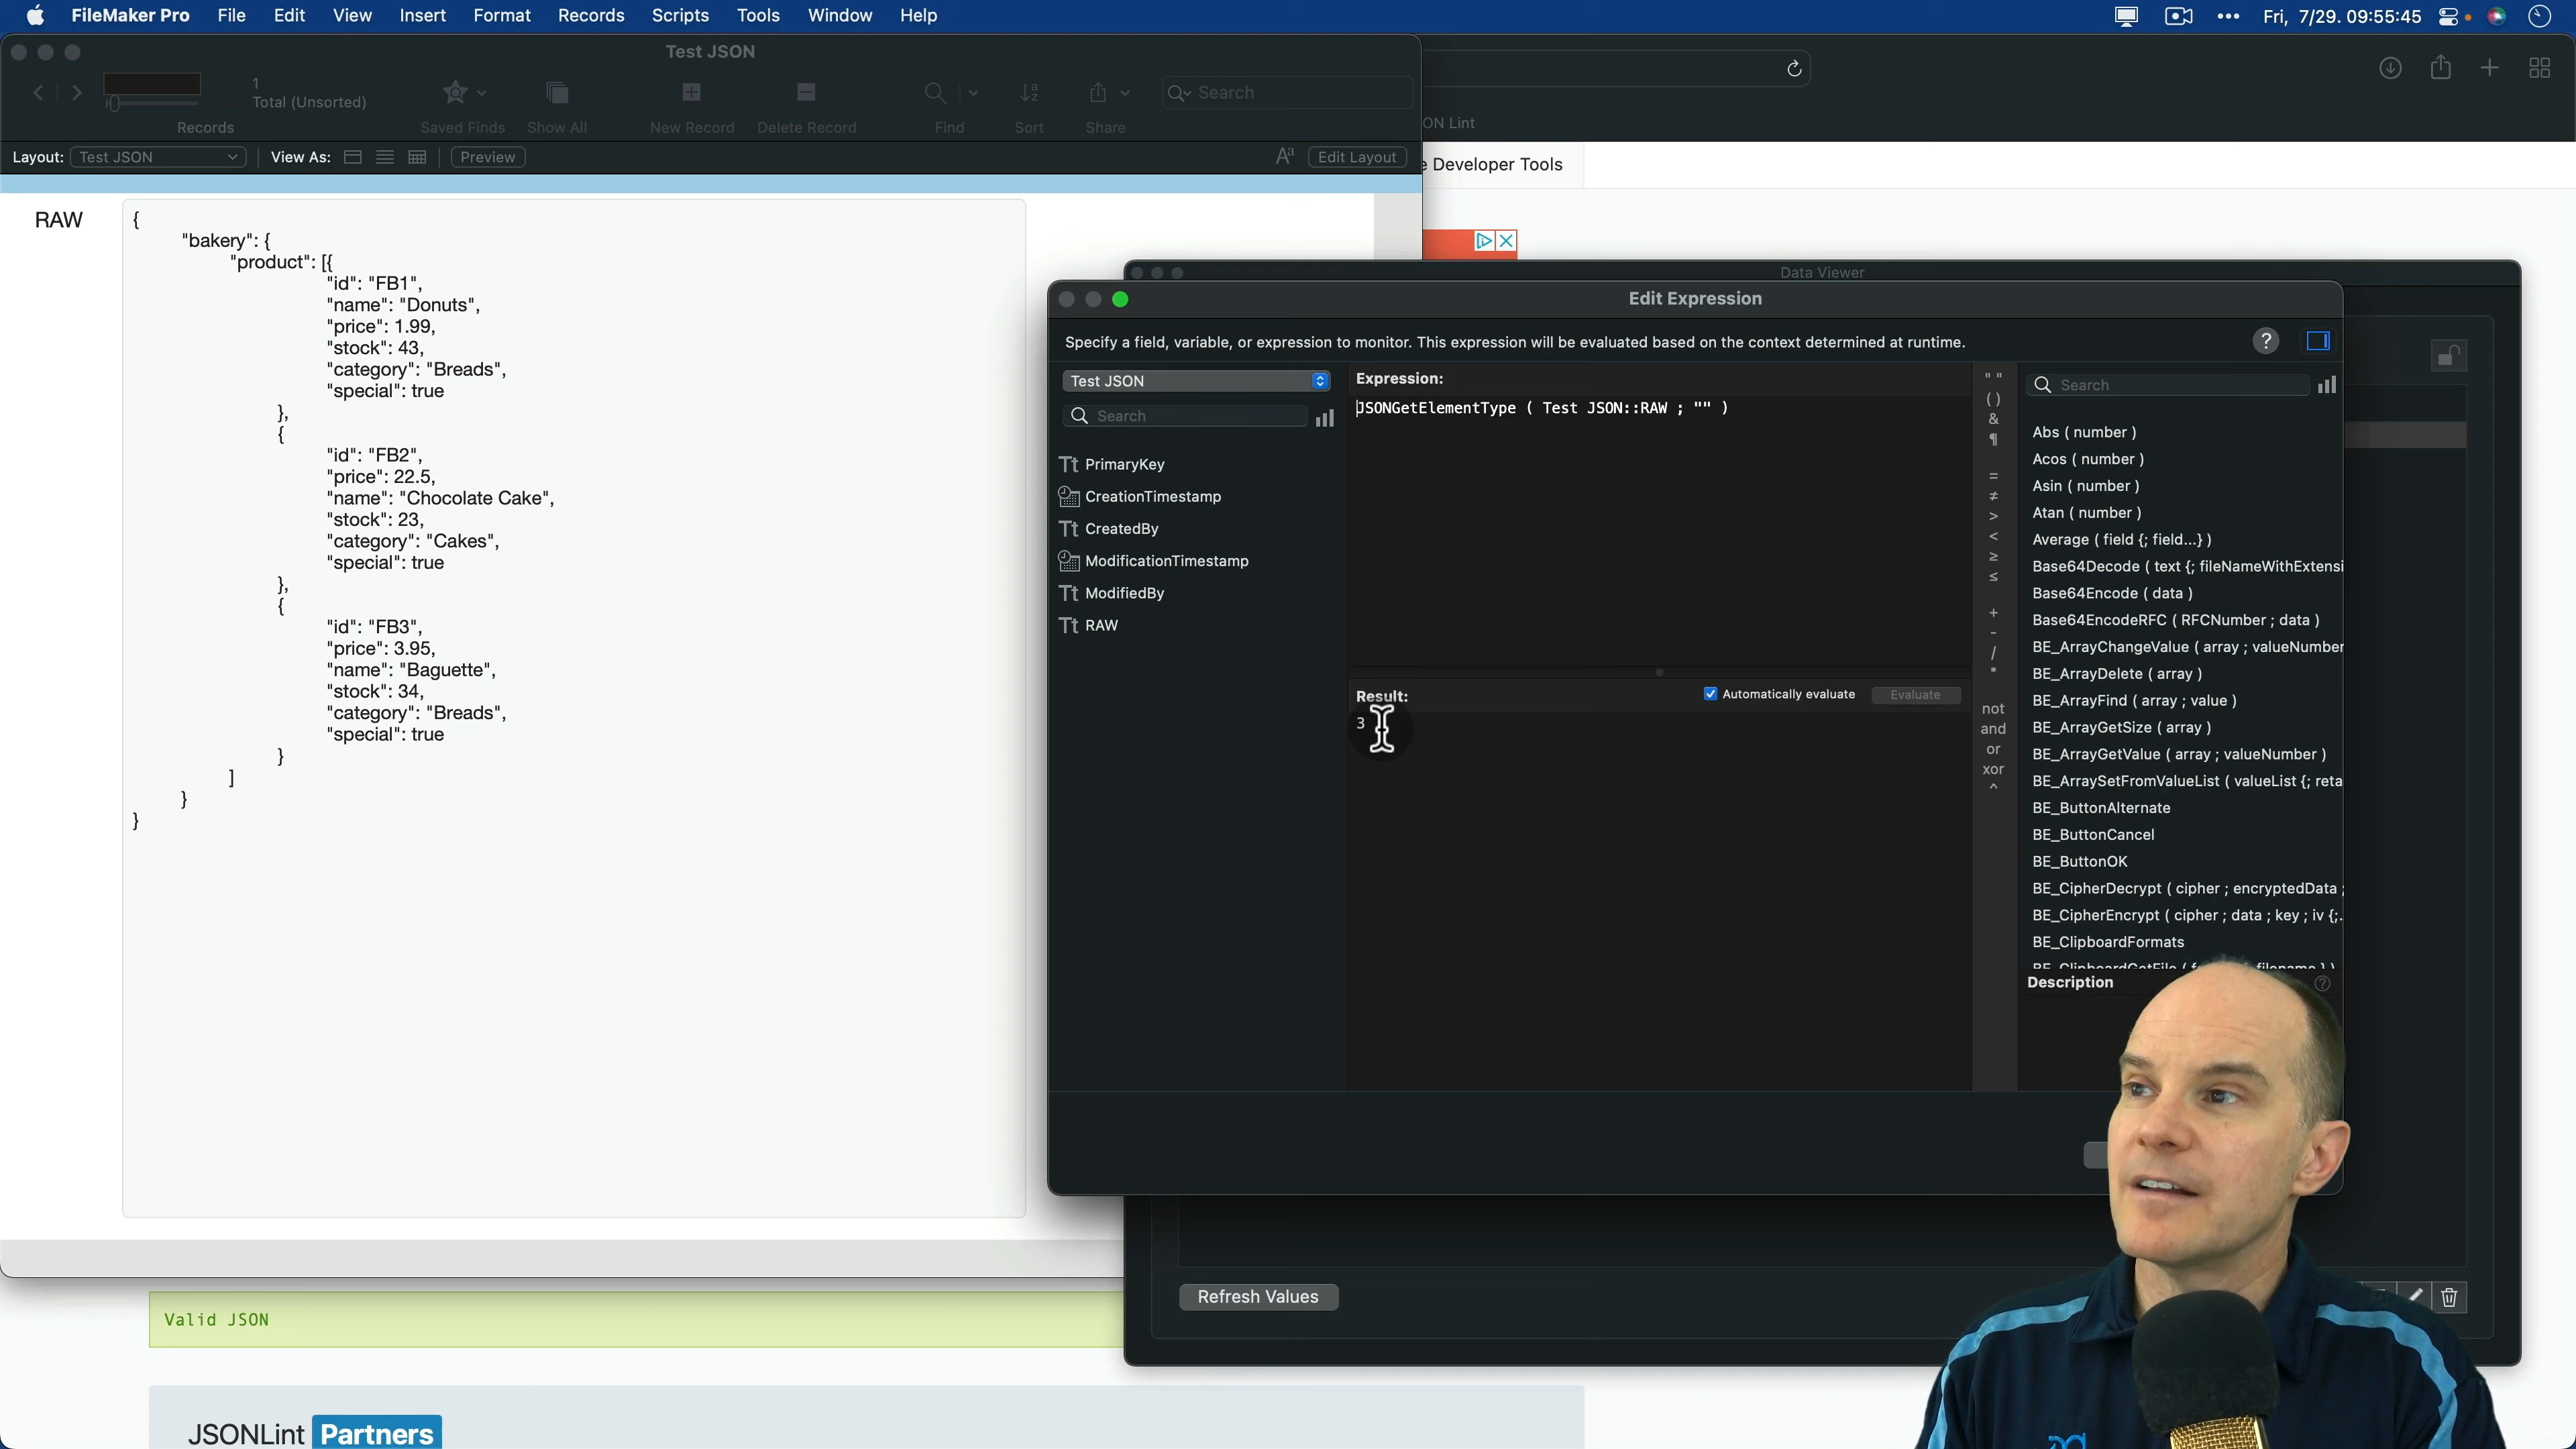 FileMaker Pro File Edit View Insert Format Records Scripts Tools Window Help
Fri, 7/29. 09:55:45
Test JSON
1
Total (Unsorted)
Records
Saved Finds
Show All
New Record
Delete Record
Find
Sort
Share
Search
Layout: Test JSON
View As:
Preview
Aa
Edit Layout
RAW
{
"bakery": {
"product": [{
"id": "FB1",
"name": "Donuts",
"price": 1.99,
"stock": 43,
"category": "Breads",
"special": true
},
{
"id": "FB2",
"price": 22.5,
"name": "Chocolate Cake",
"stock": 23,
"category": "Cakes",
"special": true
},
{
"id": "FB3",
"price": 3.95,
"name": "Baguette",
"stock": 34,
"category": "Breads",
"special": true
}
]
}
}
ON Lint
e Developer Tools
Data Viewer
Edit Expression
Specify a field, variable, or expression to monitor. This expression will be evaluated based on the context determined at runtime.
?
Test JSON
Search
PrimaryKey
CreationTimestamp
CreatedBy
ModificationTimestamp
ModifiedBy
RAW
Expression:
JSONGetElementType ( Test JSON::RAW ; "" )
Result:
Automatically evaluate
Evaluate
3
" "
( )
&
¶
=
≠
>
<
≥
≤
+
-
/
*
not
and
or
xor
^
Search
Abs ( number )
Acos ( number )
Asin ( number )
Atan ( number )
Average ( field {; field...} )
Base64Decode ( text {; fileNameWithExtensi
Base64Encode ( data )
Base64EncodeRFC ( RFCNumber ; data )
BE_ArrayChangeValue ( array ; valueNumber
BE_ArrayDelete ( array )
BE_ArrayFind ( array ; value )
BE_ArrayGetSize ( array )
BE_ArrayGetValue ( array ; valueNumber )
BE_ArraySetFromValueList ( valueList {; reta
BE_ButtonAlternate
BE_ButtonCancel
BE_ButtonOK
BE_CipherDecrypt ( cipher ; encryptedData ;
BE_CipherEncrypt ( cipher ; data ; key ; iv {;.
BE_ClipboardFormats
Description
?
Refresh Values
Valid JSON
JSONLint Partners